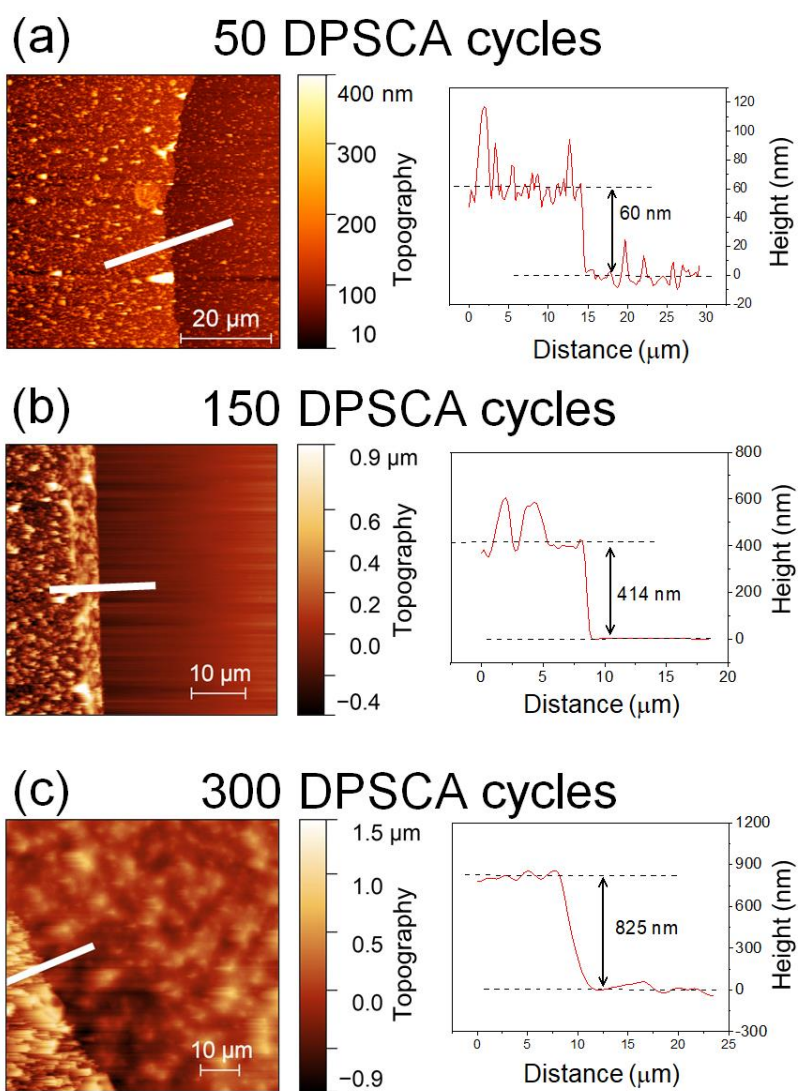 (a) 50 DPSCA cycles
400 nm
300
200
100
10
Topography
20 µm
120
100
80
60
40
20
0
-20
Height (nm)
60 nm
0 5 10 15 20 25 30
Distance (µm)
(b) 150 DPSCA cycles
0.9 µm
0.6
0.4
0.2
0.0
−0.4
Topography
10 µm
800
600
400
200
0
Height (nm)
414 nm
0 5 10 15 20
Distance (µm)
(c) 300 DPSCA cycles
1.5 µm
1.0
0.5
0.0
−0.9
Topography
10 µm
1200
900
600
300
0
-300
Height (nm)
825 nm
0 5 10 15 20 25
Distance (µm)